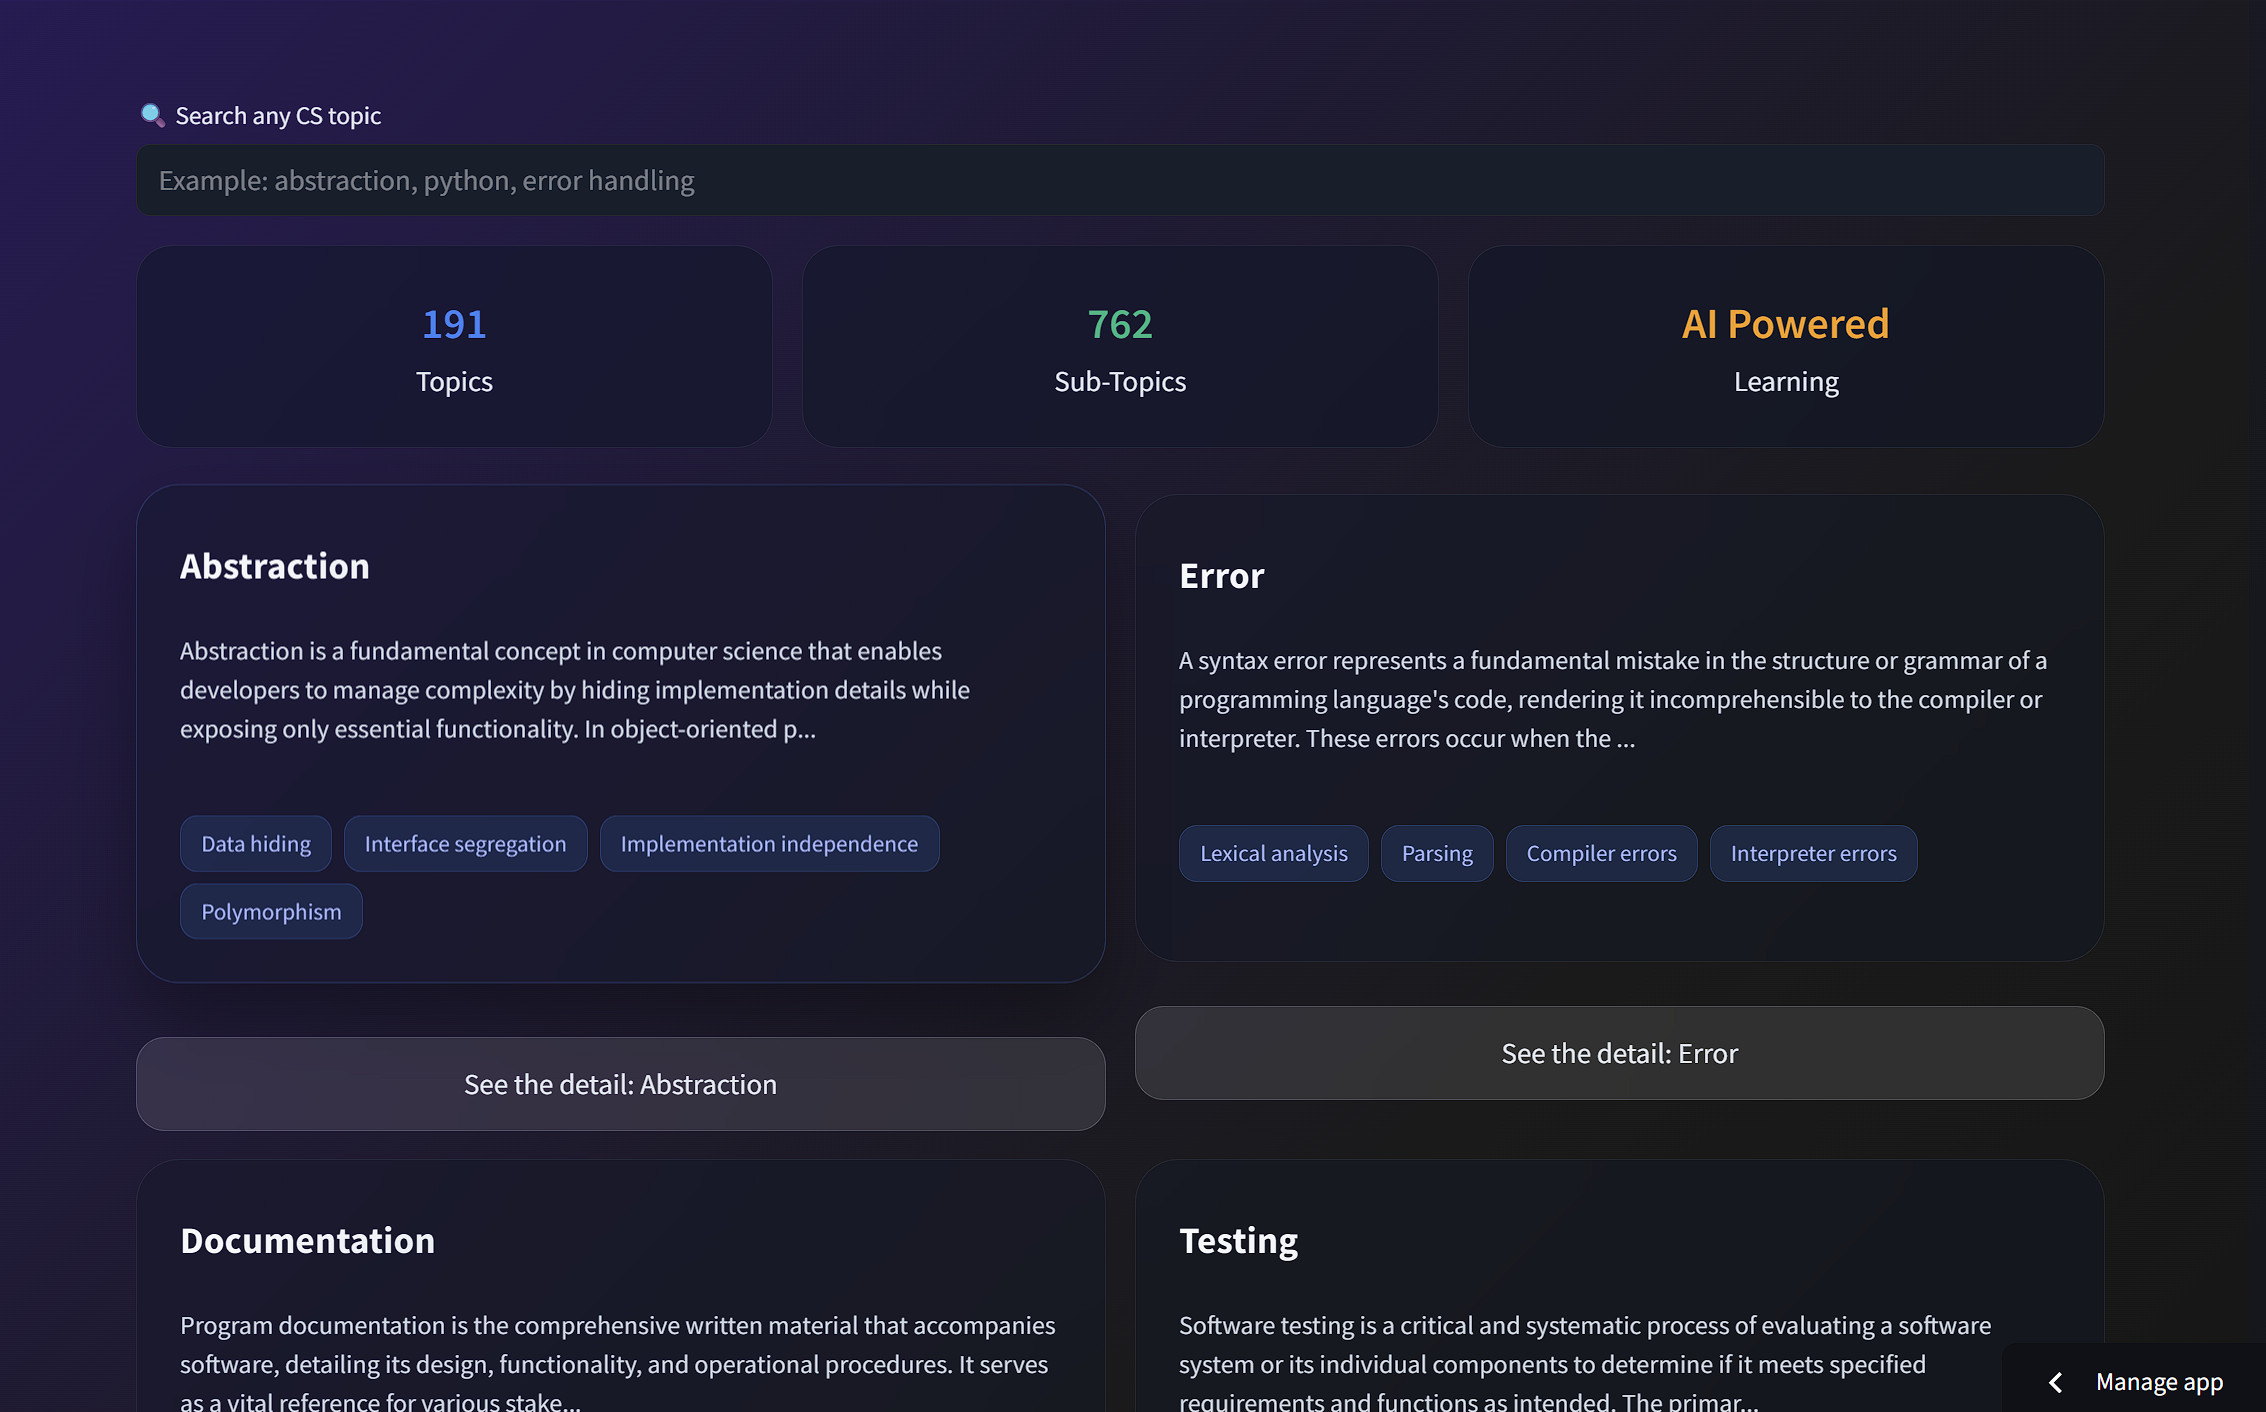 Search any CS topic
Example: abstraction, python, error handling
191
Topics
762
Sub-Topics
AI Powered
Learning
Abstraction
Abstraction is a fundamental concept in computer science that enables
developers to manage complexity by hiding implementation details while
exposing only essential functionality. In object-oriented p...
Data hiding
Interface segregation
Implementation independence
Polymorphism
See the detail: Abstraction
Error
A syntax error represents a fundamental mistake in the structure or grammar of a
programming language's code, rendering it incomprehensible to the compiler or
interpreter. These errors occur when the ...
Lexical analysis
Parsing
Compiler errors
Interpreter errors
See the detail: Error
Documentation
Program documentation is the comprehensive written material that accompanies
software, detailing its design, functionality, and operational procedures. It serves
as a vital reference for various stake...
Testing
Software testing is a critical and systematic process of evaluating a software
system or its individual components to determine if it meets specified
requirements and functions as intended. The primar...
Manage app